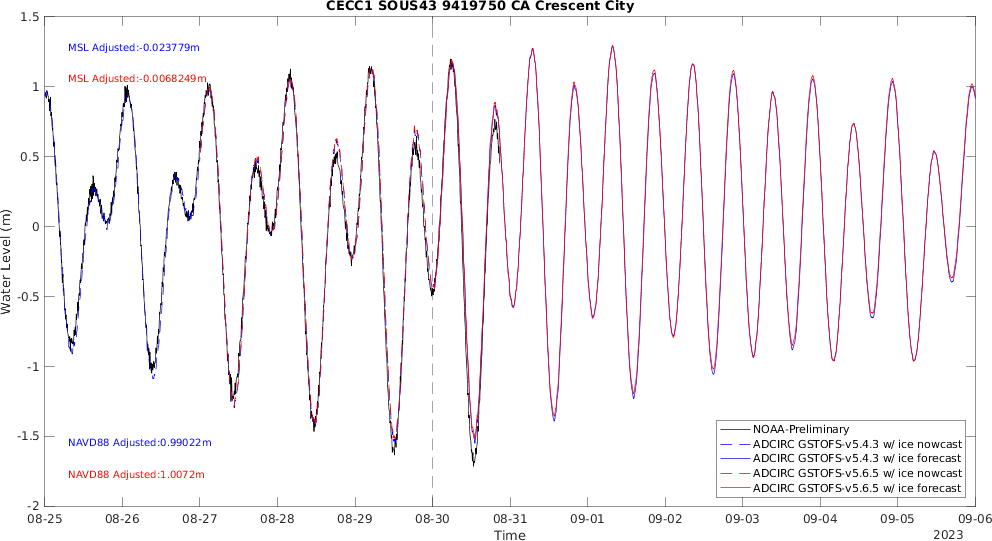 CECC1 SOUS43 9419750 CA Crescent City
1.5
1
0.5
0
-0.5
-1
-1.5
-2
Water Level (m)
MSL Adjusted:-0.023779m
MSL Adjusted:-0.0068249m
NAVD88 Adjusted:0.99022m
NAVD88 Adjusted:1.0072m
NOAA-Preliminary
ADCIRC GSTOFS-v5.4.3 w/ ice nowcast
ADCIRC GSTOFS-v5.4.3 w/ ice forecast
ADCIRC GSTOFS-v5.6.5 w/ ice nowcast
ADCIRC GSTOFS-v5.6.5 w/ ice forecast
08-25 08-26 08-27 08-28 08-29 08-30 08-31 09-01 09-02 09-03 09-04 09-05 09-06
Time
2023